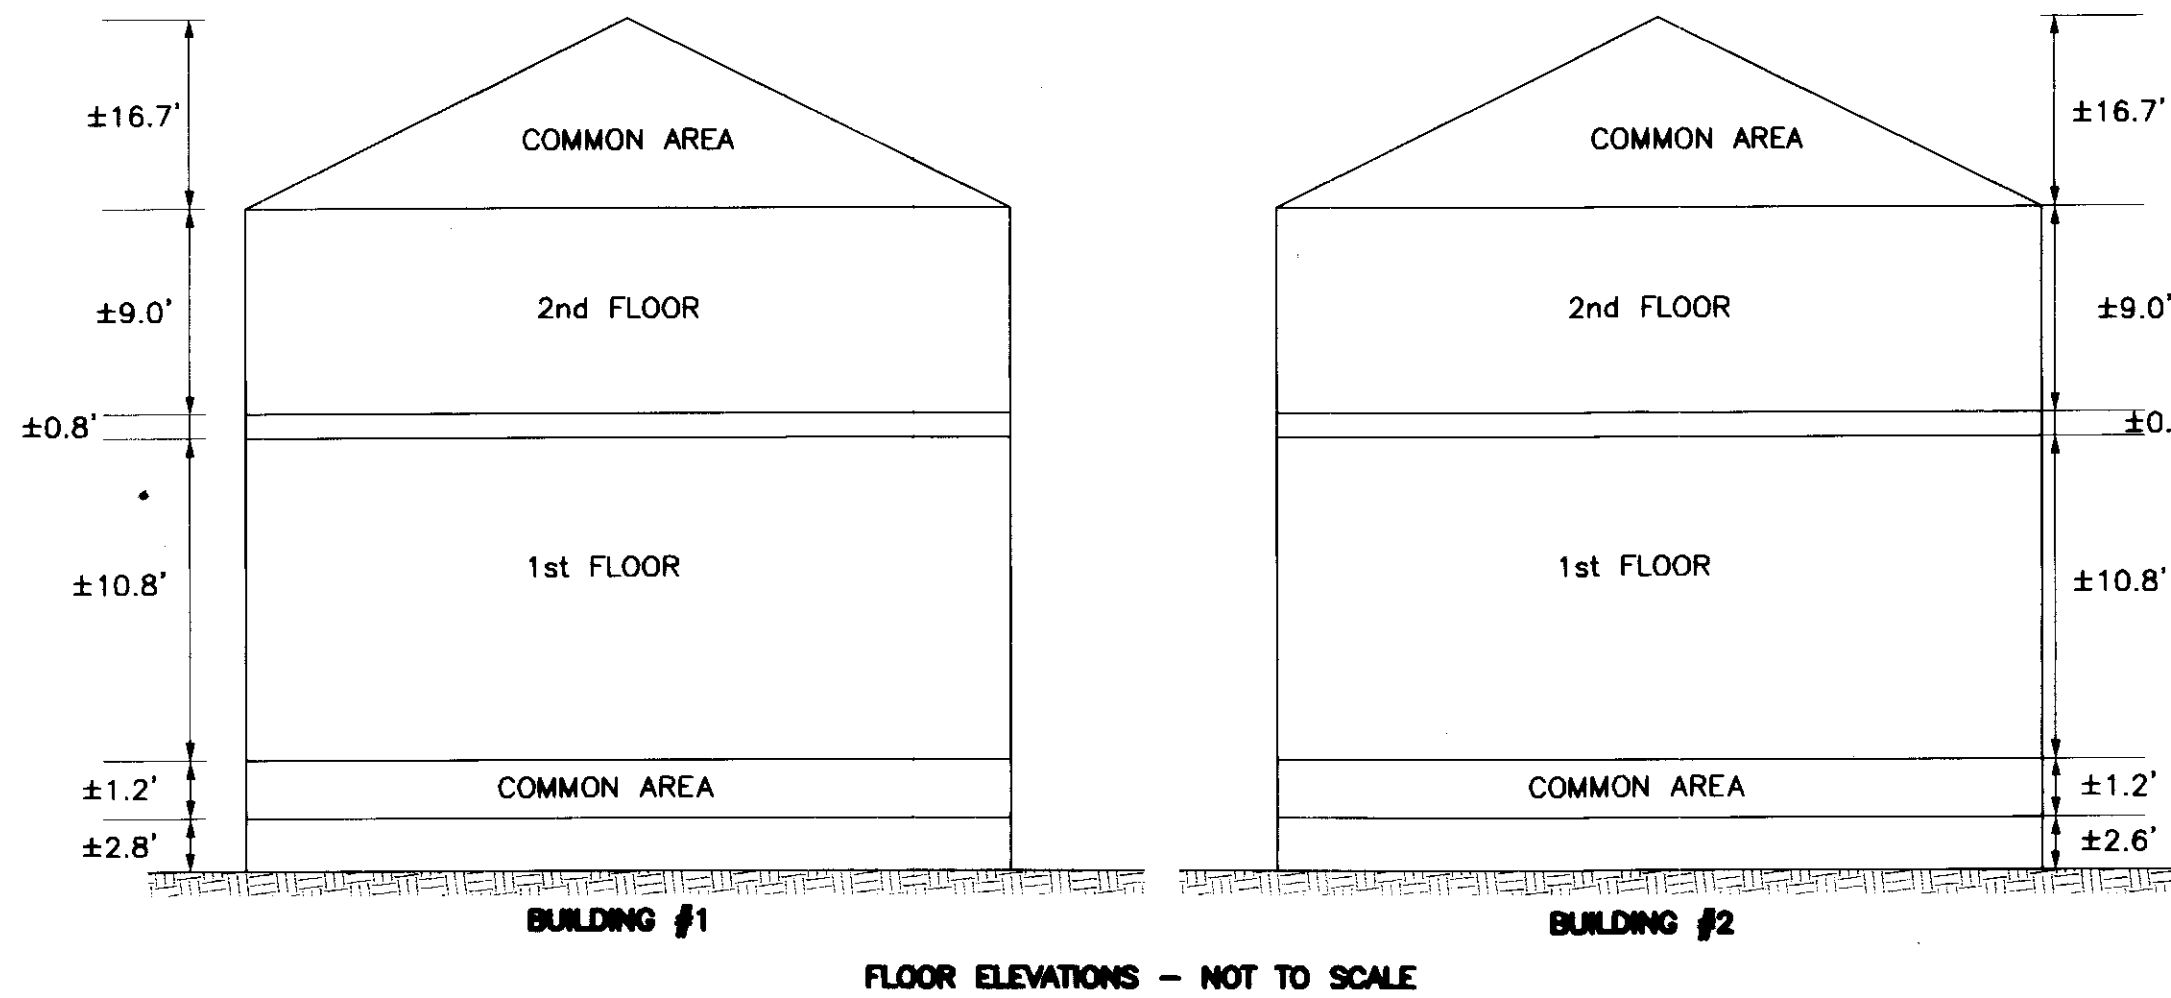 ±16.7'
COMMON AREA
±9.0'
2nd FLOOR
±0.8'
1st FLOOR
±10.8'
±1.2'
COMMON AREA
±2.8'
BUILDING #1
COMMON AREA
±16.7'
2nd FLOOR
±9.0'
±0.
1st FLOOR
±10.8'
COMMON AREA
±1.2'
±2.6'
BUILDING #2
FLOOR ELEVATIONS – NOT TO SCALE